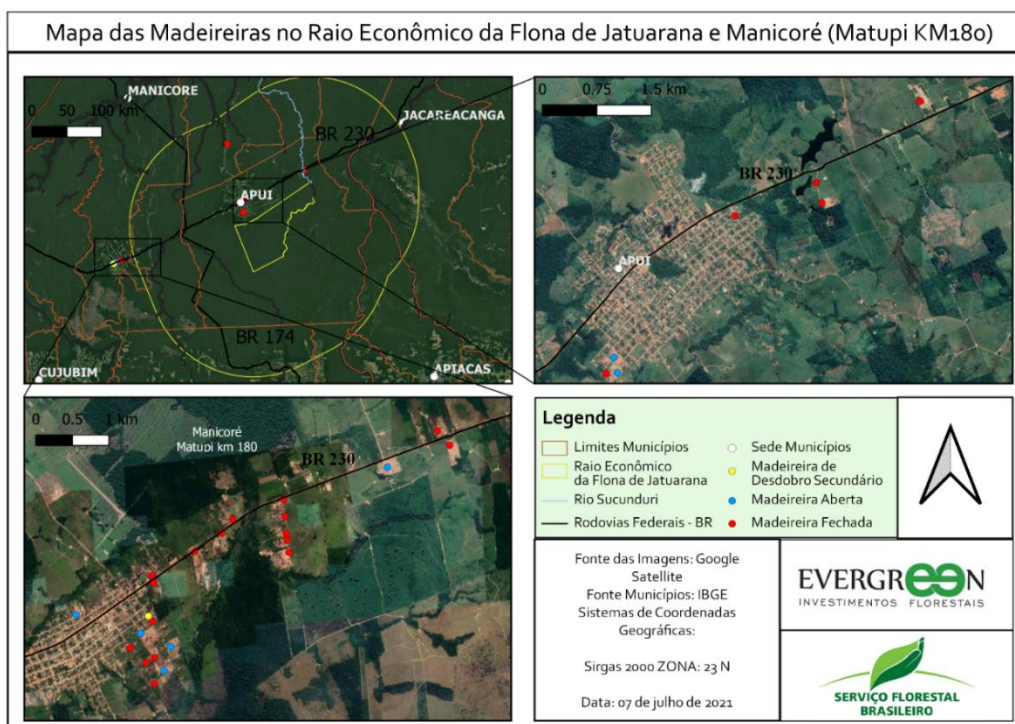 Mapa das Madeireiras no Raio Econômico da Flona de Jatuarana e Manicoré (Matupi KM180)
0 50 100 km
MANICORE
JACAREACANGA
BR 230
APUI
BR 174
CUJUBIM
APIACAS
0 0.75 1.5 km
BR 230
APUI
0 0.5 1 km
Manicoré
Matupi km 180
BR 230
Legenda
Limites Municípios
Raio Econômico
da Flona de Jatuarana
Rio Sucunduri
Rodovias Federais - BR
Sede Municípios
Madeireira de
Desdobro Secundário
Madeireira Aberta
Madeireira Fechada
Fonte das Imagens: Google
Satellite
Fonte Municípios: IBGE
Sistemas de Coordenadas
Geográficas:
Sirgas 2000 ZONA: 23 N
Data: 07 de julho de 2021
EVERGREEN
INVESTIMENTOS FLORESTAIS
SERVIÇO FLORESTAL
BRASILEIRO